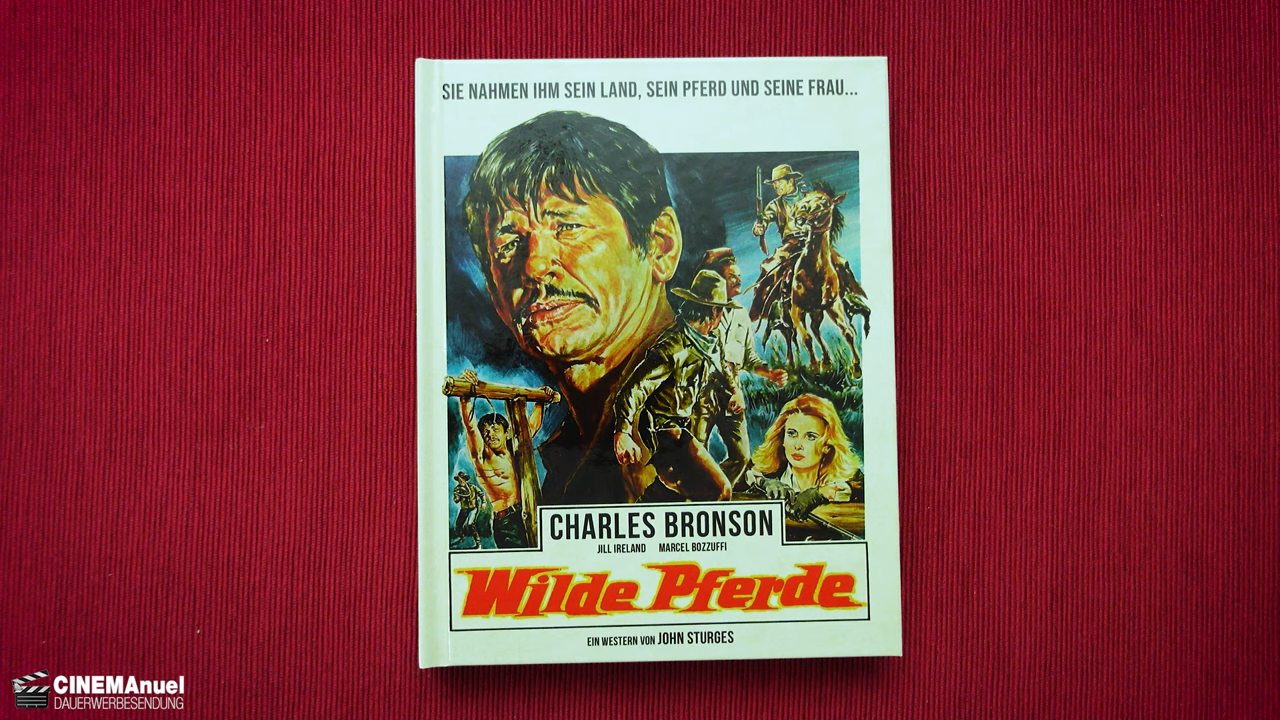 SIE NAHMEN IHM SEIN LAND, SEIN PFERD UND SEINE FRAU...
CHARLES BRONSON
JILL IRELAND MARCEL BOZZUFFI
Wilde Pferde
EIN WESTERN VON JOHN STURGES
CINEMAnuel
DAUERWERBESENDUNG